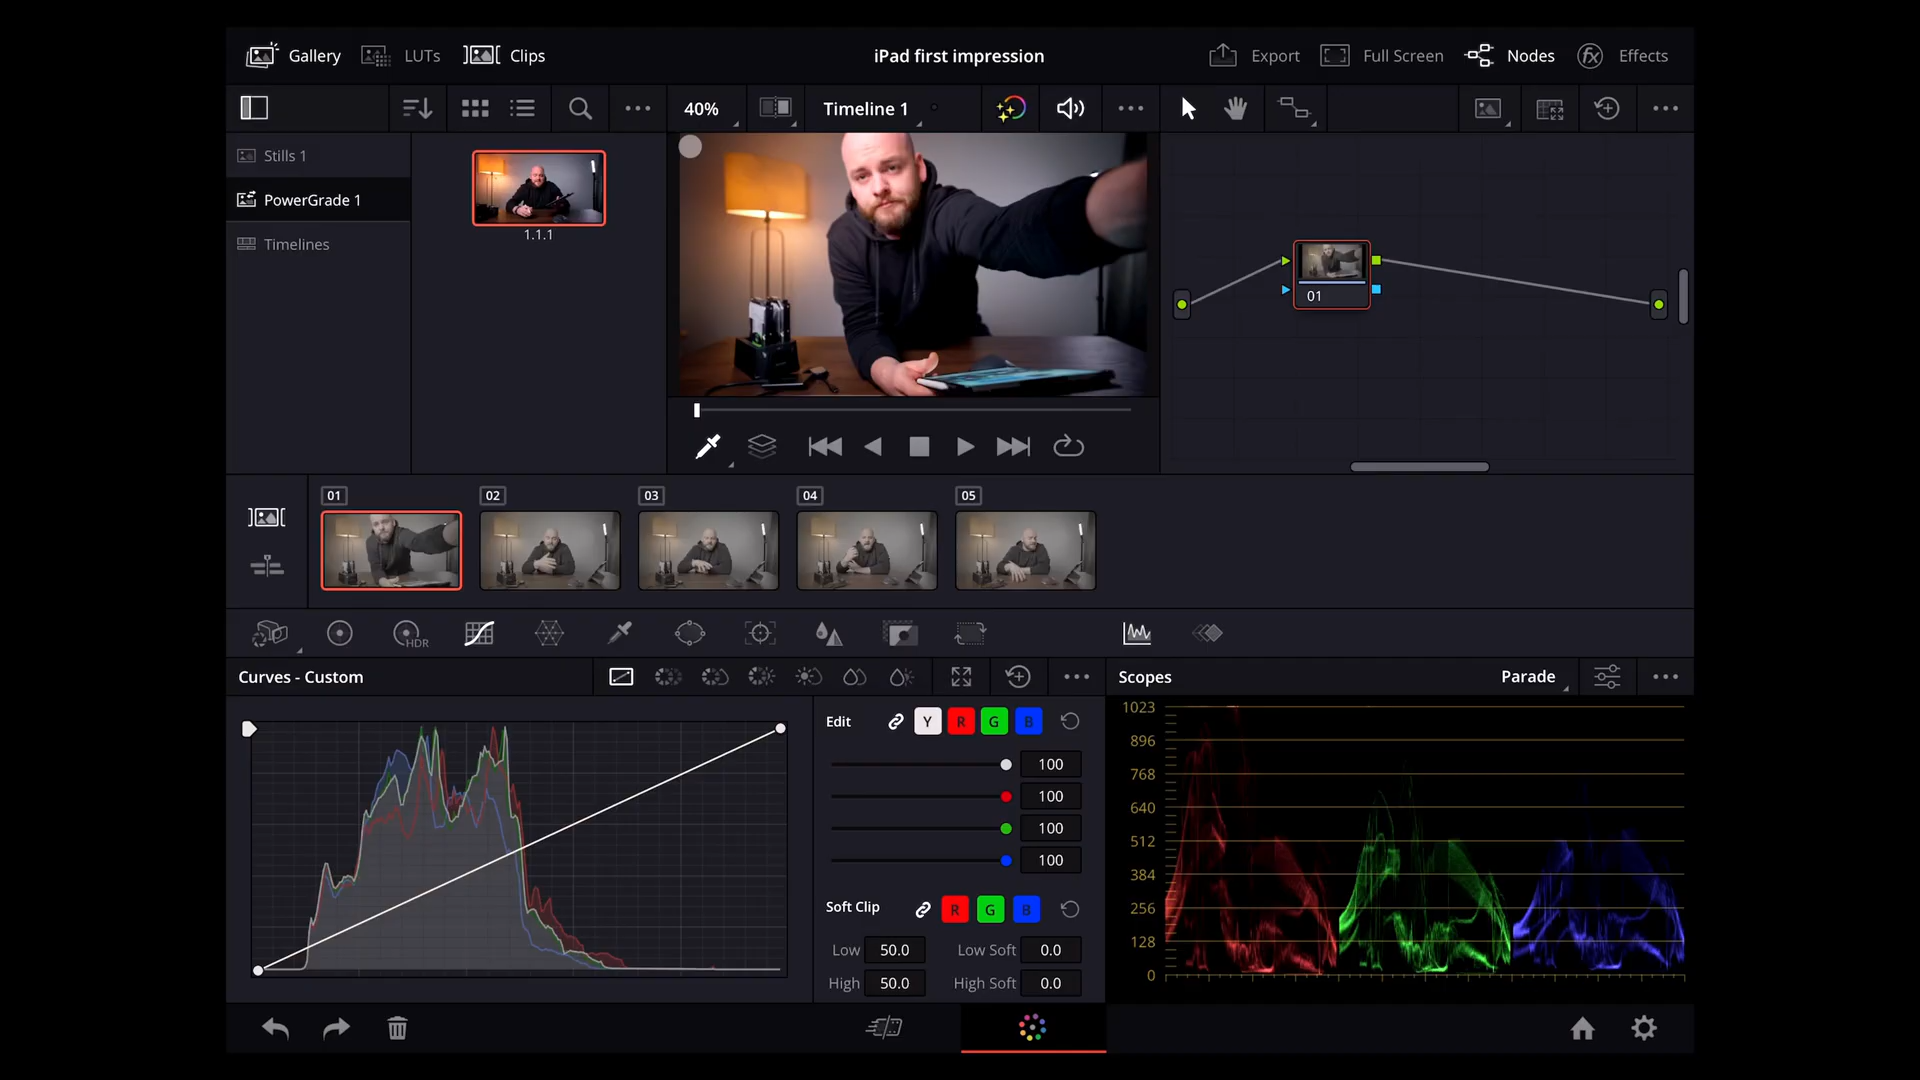 Gallery
LUTs
Clips
iPad first impression
Export
Full Screen
Nodes
Effects
40%
Timeline 1
Stills 1
PowerGrade 1
Timelines
1.1.1
01
01
02
03
04
05
HDR
Curves - Custom
Scopes
Parade
Edit
Y
R
G
B
100
100
100
100
Soft Clip
R
G
B
Low 50.0 Low Soft 0.0
High 50.0 High Soft 0.0
1023
896
768
640
512
384
256
128
0